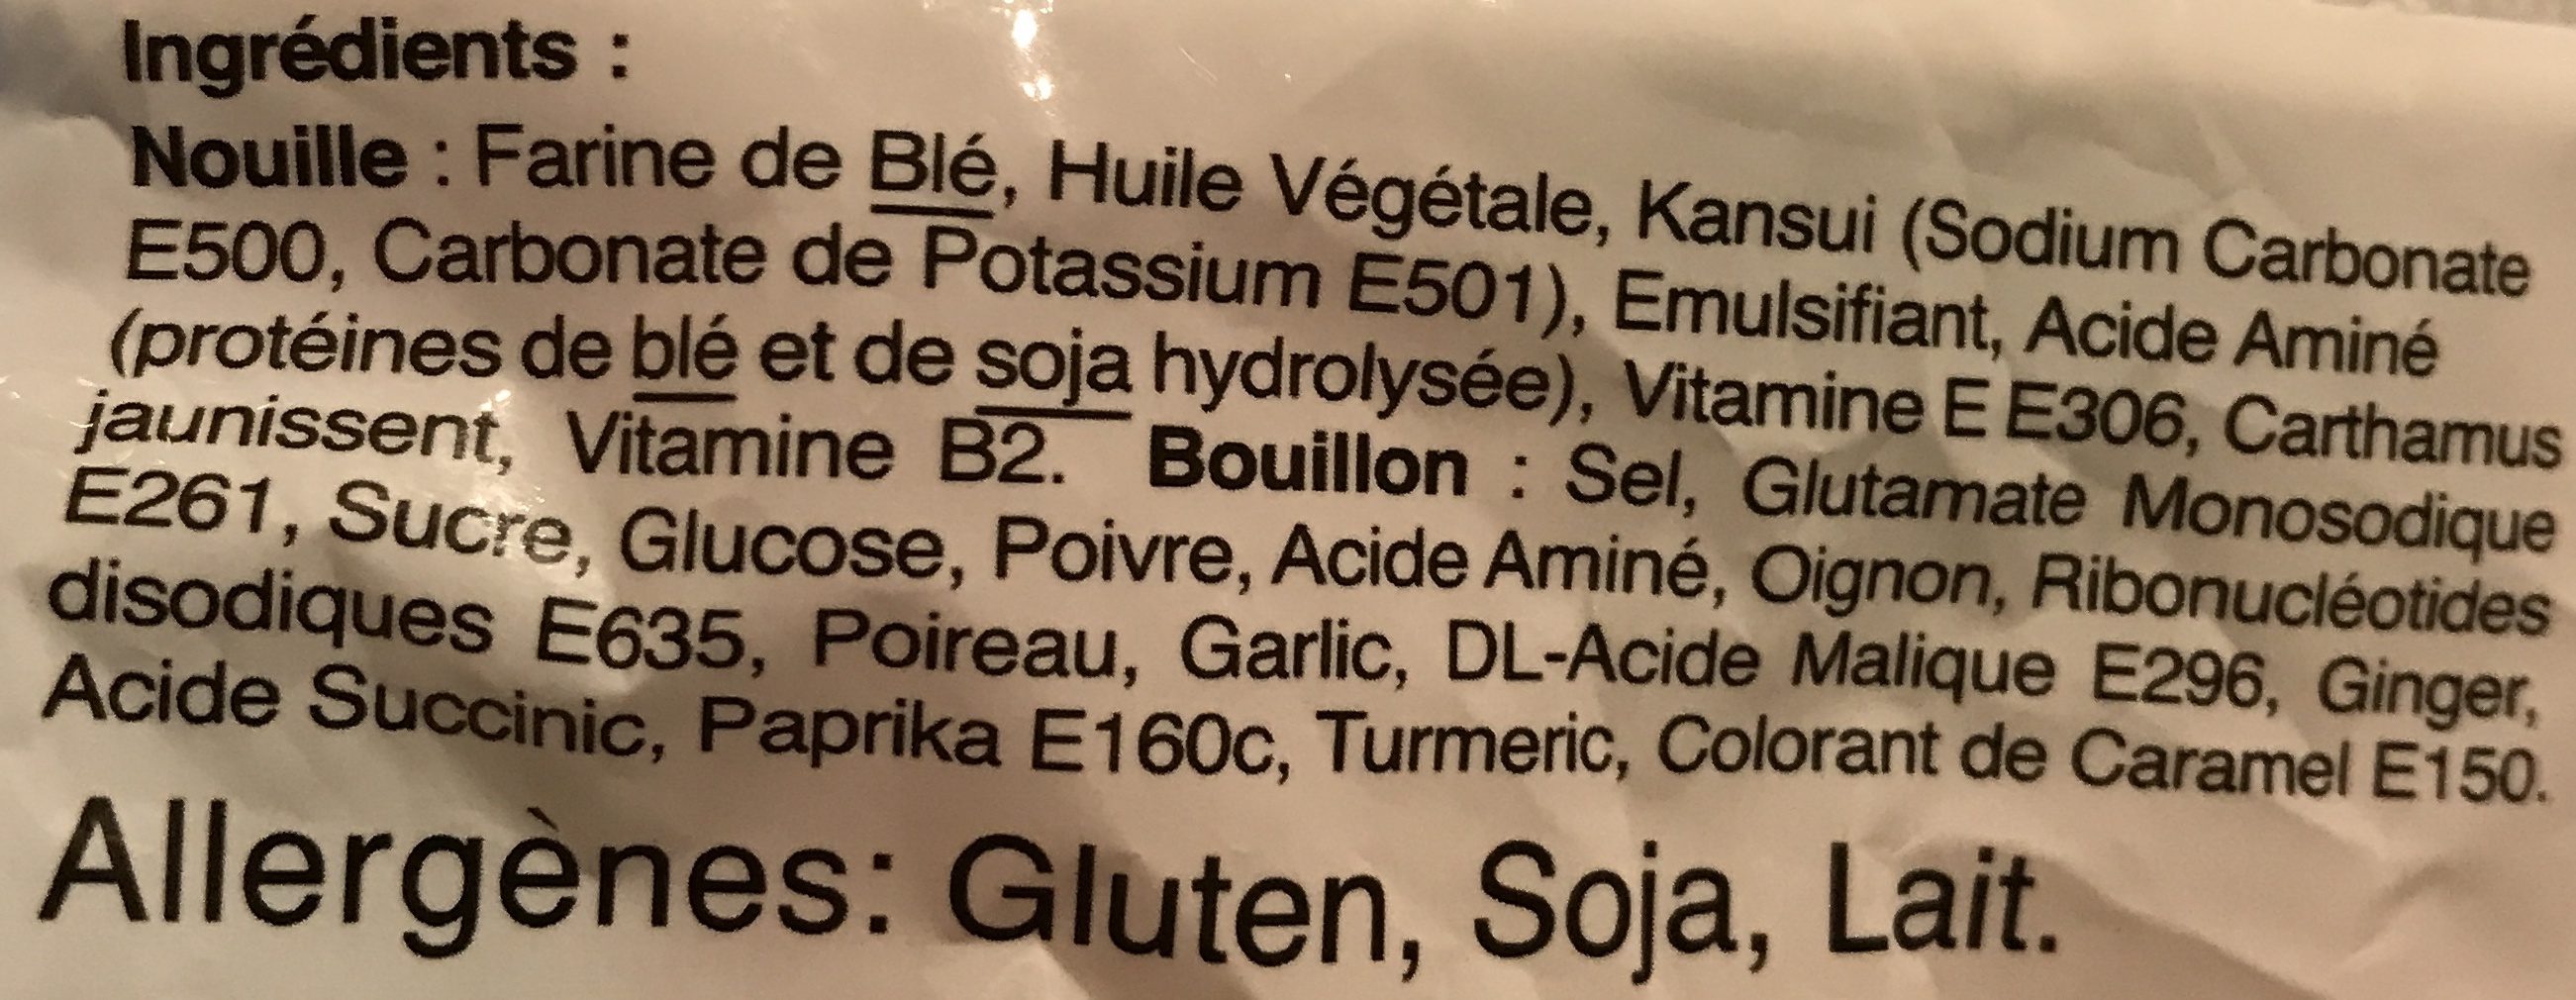 Ingrédients :
Nouille : Farine de Blé, Huile Végétale, Kansui (Sodium Carbonate
E500, Carbonate de Potassium E501), Emulsifiant, Acide Aminé
(protéines de blé et de soja hydrolysée), Vitamine E E306, Carthamus
jaunissent, Vitamine B2. Bouillon : Sel, Glutamate Monosodique
E261, Sucre, Glucose, Poivre, Acide Aminé, Oignon, Ribonucléotides
disodiques E635, Poireau, Garlic, DL-Acide Malique E296, Ginger,
Acide Succinic, Paprika E160c, Turmeric, Colorant de Caramel E150.
Allergènes: Gluten, Soja, Lait.